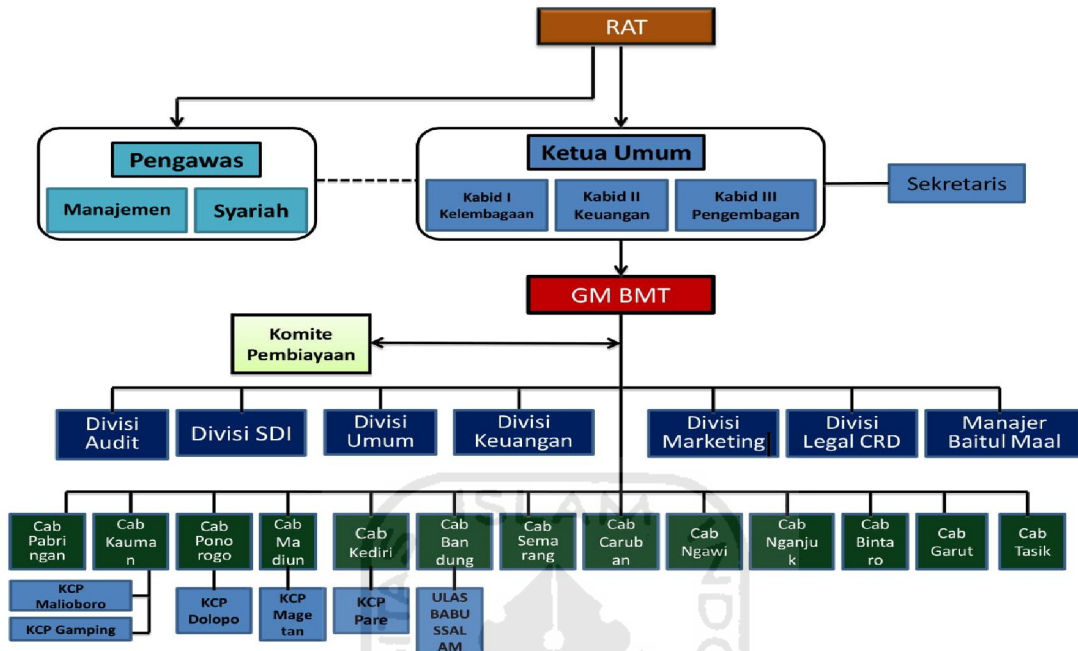 RAT
Pengawas
Manajemen
Syariah
Ketua Umum
Kabid I
Kelembagaan
Kabid II
Keuangan
Kabid III
Pengembagan
Sekretaris
GM BMT
Komite
Pembiayaan
Divisi
Audit
Divisi SDI
Divisi
Umum
Divisi
Keuangan
Divisi
Marketing
Divisi
Legal CRD
Manajer
Baitul Maal
Cab
Pabri
ngan
Cab
Kauma
n
Cab
Pono
rogo
Cab
Ma
diun
Cab
Kediri
Cab
Ban
dung
Cab
Sema
rang
Cab
Carub
an
Cab
Ngawi
Cab
Nganju
k
Cab
Binta
ro
Cab
Garut
Cab
Tasik
KCP
Malioboro
KCP Gamping
KCP
Dolopo
KCP
Mage
tan
KCP
Pare
ULAS
BABU
SSAL
AM
ISLAM
ITAS
INDO